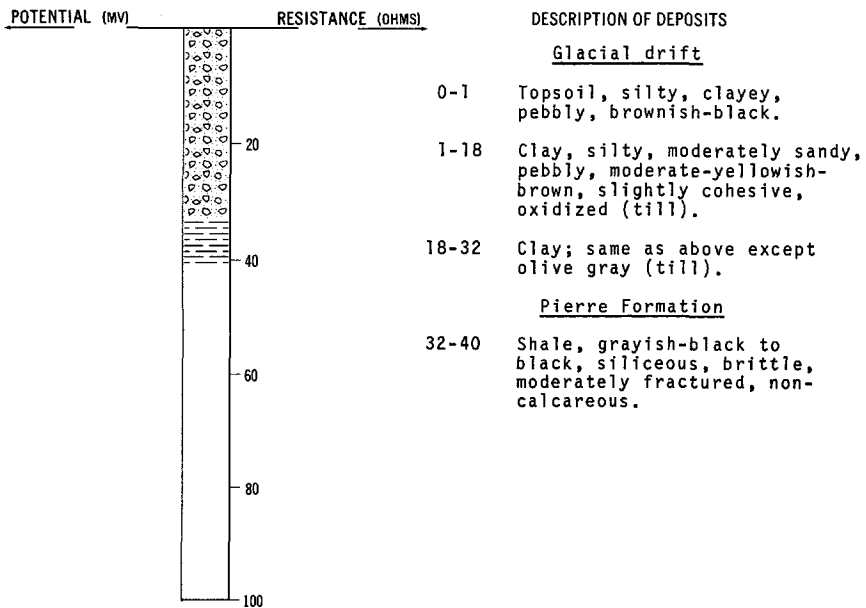 POTENTIAL (MV) RESISTANCE (OHMS) DESCRIPTION OF DEPOSITS
Glacial drift
0-1 Topsoil, silty, clayey,
pebbly, brownish-black.
20
1-18 Clay, silty, moderately sandy,
pebbly, moderate-yellowish-
brown, slightly cohesive,
oxidized (till).
18-32 Clay; same as above except
40 olive gray (till).
Pierre Formation
32-40 Shale, grayish-black to
black, siliceous, brittle,
60 moderately fractured, non-
calcareous.
80
100